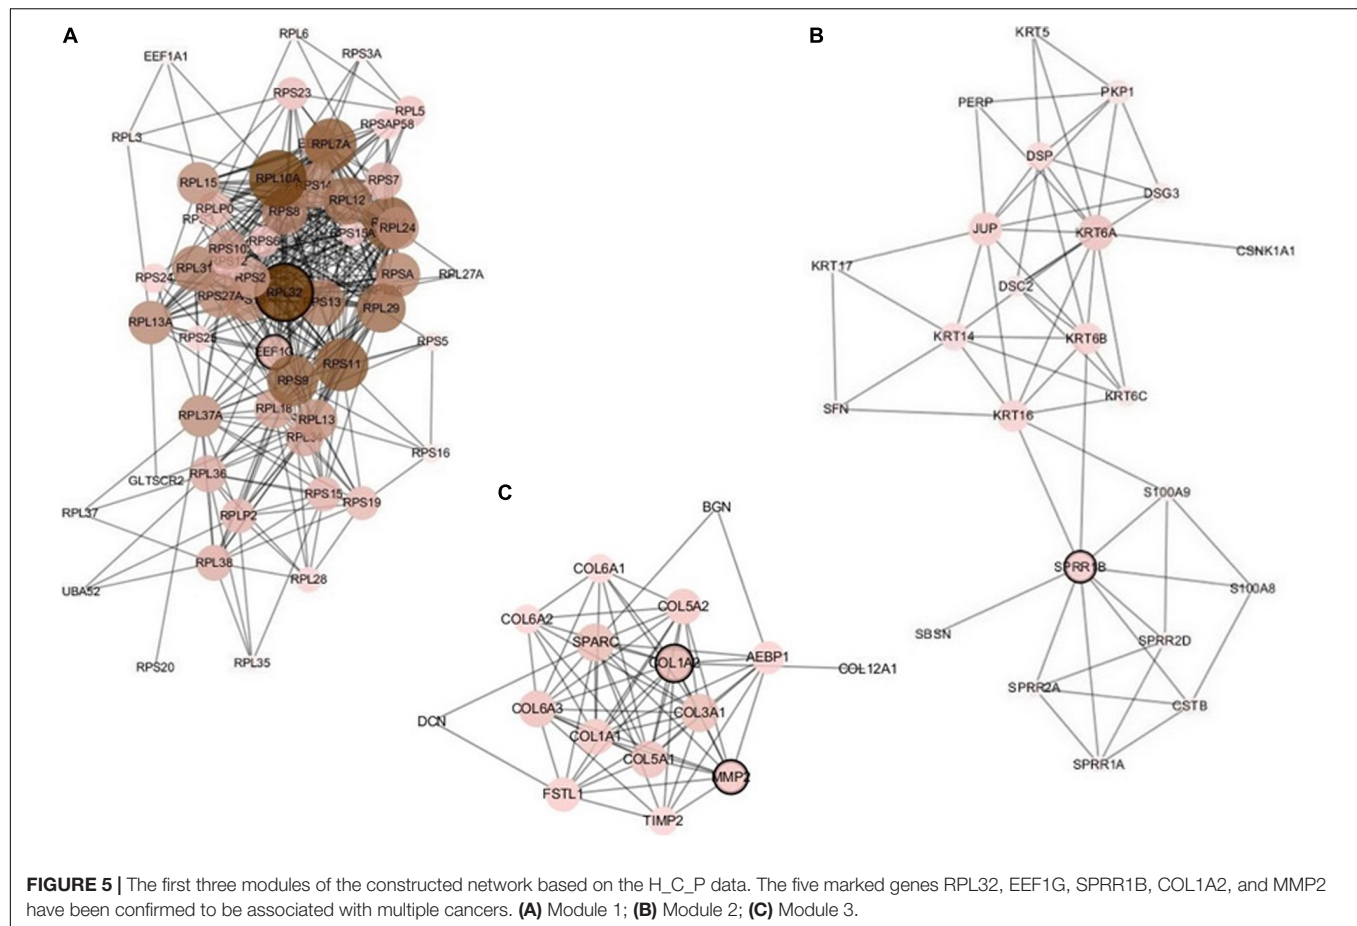 A
B
RPL6
KRT5
EEF1A1
RPS3A
RPS23
PKP1
RPL5
PERP
RPSAP58
RPL3
RPL7A
DSP
RPL10A
RPS7
RPL15
RPS14
DSG3
RPL12
RPLP0
RPS8
RPL24
JUP
KRT6A
RPS15A
RPS6
RPS10
CSNK1A1
RPS12
KRT17
RPL31
RPSA
RPL27A
RPS24
RPS2
DSC2
RPS27A
RPL32
RPS13
RPL29
RPL13A
RPS25
KRT14
KRT6B
RPS5
EEF1G
RPS11
RPS9
KRT6C
SFN
KRT16
RPL37A
RPL18
RPL13
RPL34
RPS16
RPL36
GLTSCR2
RPS15
RPS19
C
S100A9
RPL37
RPLP2
BGN
RPL38
COL6A1
SPRR1B
RPL28
UBA52
S100A8
COL5A2
COL6A2
SBSN
SPRR2D
SPARC
RPS20
RPL35
COL1A2
AEBP1
COL12A1
SPRR2A
CSTB
COL6A3
COL3A1
DCN
COL1A1
COL5A1
SPRR1A
MMP2
FSTL1
TIMP2
FIGURE 5 | The first three modules of the constructed network based on the H_C_P data. The five marked genes RPL32, EEF1G, SPRR1B, COL1A2, and MMP2
have been confirmed to be associated with multiple cancers. (A) Module 1; (B) Module 2; (C) Module 3.